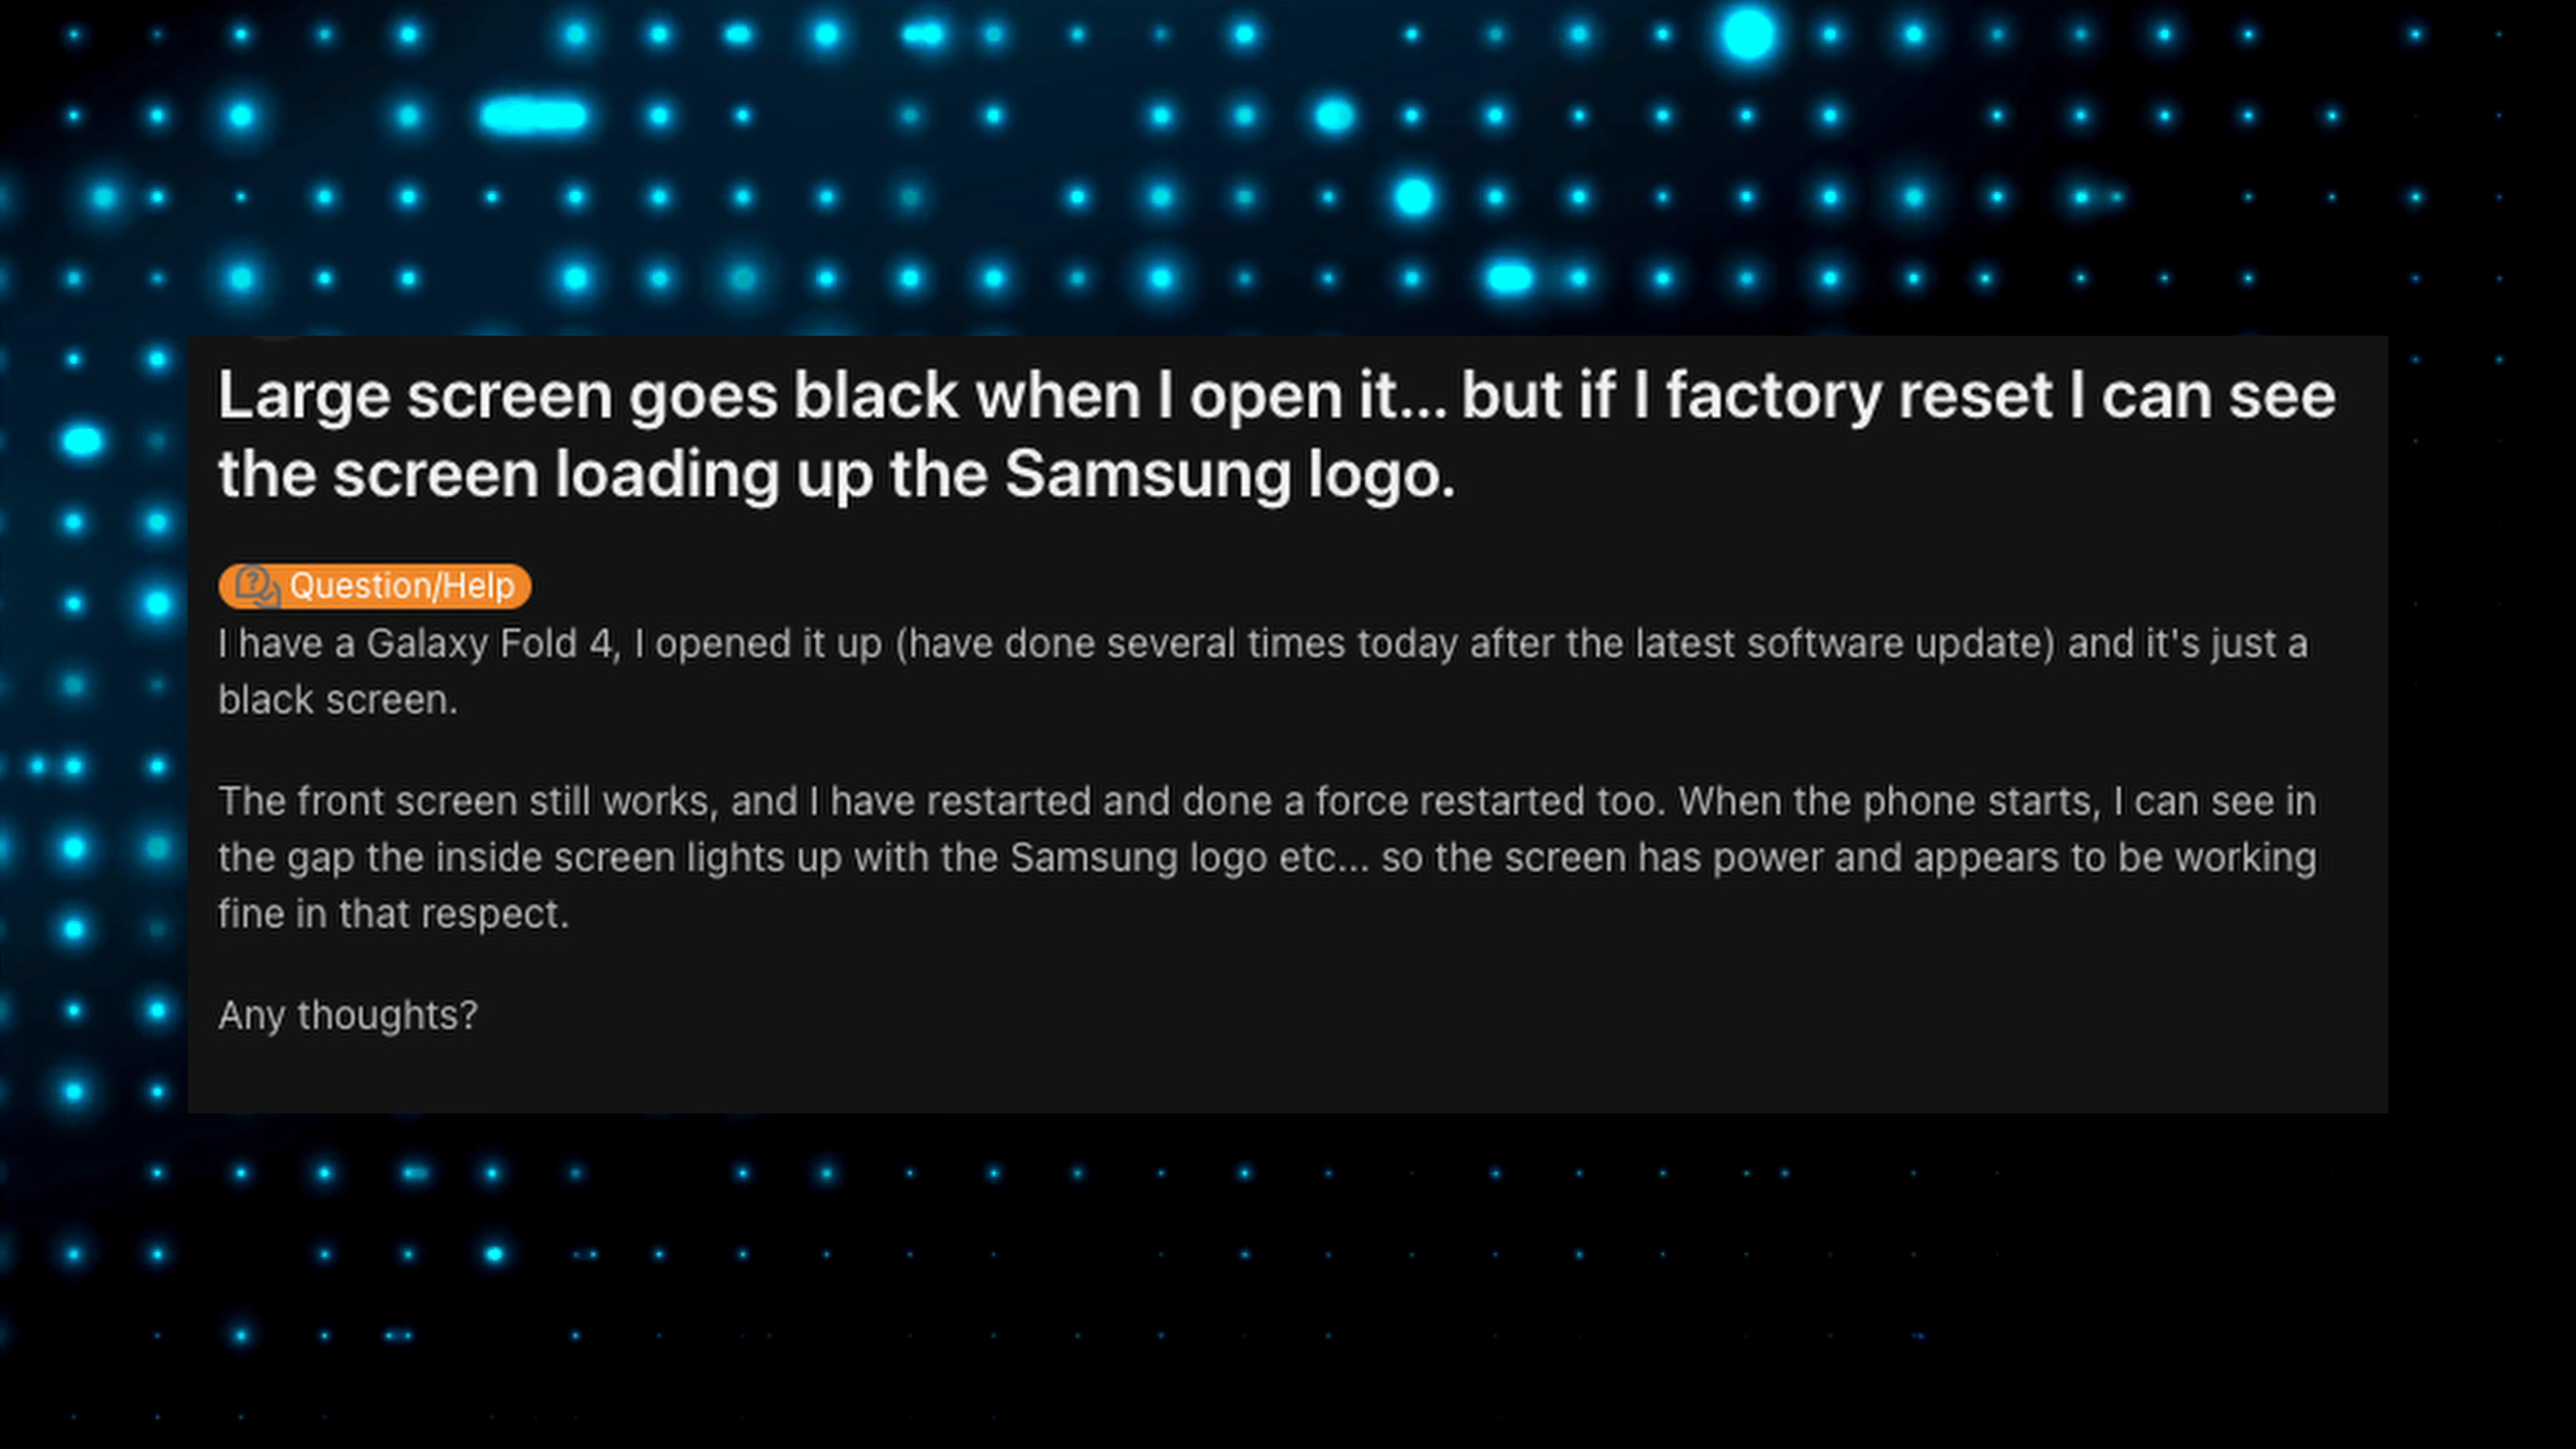 Large screen goes black when I open it... but if I factory reset I can see
the screen loading up the Samsung logo.
Question/Help
I have a Galaxy Fold 4, I opened it up (have done several times today after the latest software update) and it's just a
black screen.
The front screen still works, and I have restarted and done a force restarted too. When the phone starts, I can see in
the gap the inside screen lights up with the Samsung logo etc... so the screen has power and appears to be working
fine in that respect.
Any thoughts?